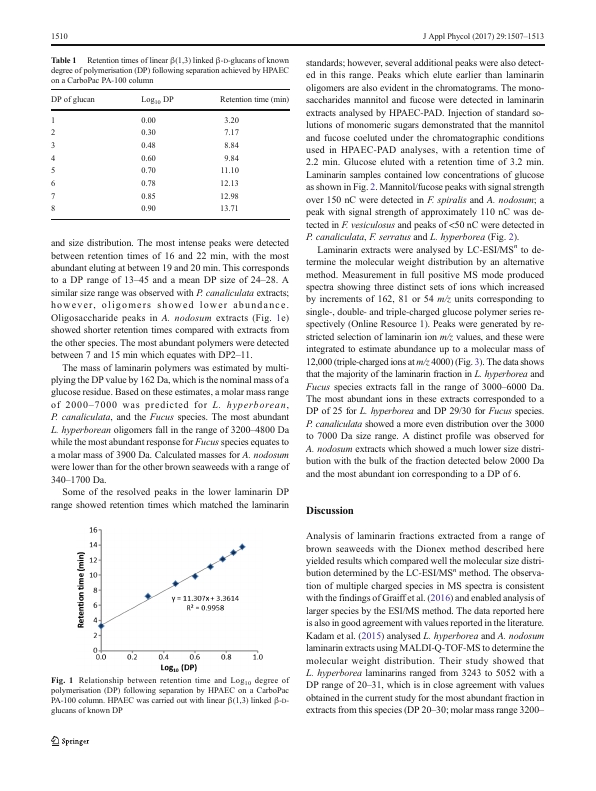 1510
J Appl Phycol (2017) 29:1507–1513
Table 1 Retention times of linear β(1,3) linked β-D-glucans of known
degree of polymerisation (DP) following separation achieved by HPAEC
on a CarboPac PA-100 column
DP of glucan Log10 DP Retention time (min)
1 0.00 3.20
2 0.30 7.17
3 0.48 8.84
4 0.60 9.84
5 0.70 11.10
6 0.78 12.13
7 0.85 12.98
8 0.90 13.71
and size distribution. The most intense peaks were detected
between retention times of 16 and 22 min, with the most
abundant eluting at between 19 and 20 min. This corresponds
to a DP range of 13–45 and a mean DP size of 24–28. A
similar size range was observed with P. canaliculata extracts;
however, oligomers showed lower abundance.
Oligosaccharide peaks in A. nodosum extracts (Fig. 1e)
showed shorter retention times compared with extracts from
the other species. The most abundant polymers were detected
between 7 and 15 min which equates with DP2–11.
The mass of laminarin polymers was estimated by multi-
plying the DP value by 162 Da, which is the nominal mass of a
glucose residue. Based on these estimates, a molar mass range
of 2000–7000 was predicted for L. hyperborean,
P. canaliculata, and the Fucus species. The most abundant
L. hyperborean oligomers fall in the range of 3200–4800 Da
while the most abundant response for Fucus species equates to
a molar mass of 3900 Da. Calculated masses for A. nodosum
were lower than for the other brown seaweeds with a range of
340–1700 Da.
Some of the resolved peaks in the lower laminarin DP
range showed retention times which matched the laminarin
16
14
12
10
8
6
4
2
0
Retention time (min)
y = 11.307x + 3.3614
R² = 0.9958
0.0 0.2 0.4 0.6 0.8 1.0
Log10 (DP)
Fig. 1 Relationship between retention time and Log10 degree of
polymerisation (DP) following separation by HPAEC on a CarboPac
PA-100 column. HPAEC was carried out with linear β(1,3) linked β-D-
glucans of known DP
standards; however, several additional peaks were also detect-
ed in this range. Peaks which elute earlier than laminarin
oligomers are also evident in the chromatograms. The mono-
saccharides mannitol and fucose were detected in laminarin
extracts analysed by HPAEC-PAD. Injection of standard so-
lutions of monomeric sugars demonstrated that the mannitol
and fucose coeluted under the chromatographic conditions
used in HPAEC-PAD analyses, with a retention time of
2.2 min. Glucose eluted with a retention time of 3.2 min.
Laminarin samples contained low concentrations of glucose
as shown in Fig. 2. Mannitol/fucose peaks with signal strength
over 150 nC were detected in F. spiralis and A. nodosum; a
peak with signal strength of approximately 110 nC was de-
tected in F. vesiculosus and peaks of <50 nC were detected in
P. canaliculata, F. serratus and L. hyperborea (Fig. 2).
Laminarin extracts were analysed by LC-ESI/MSⁿ to de-
termine the molecular weight distribution by an alternative
method. Measurement in full positive MS mode produced
spectra showing three distinct sets of ions which increased
by increments of 162, 81 or 54 m/z units corresponding to
single-, double- and triple-charged glucose polymer series re-
spectively (Online Resource 1). Peaks were generated by re-
stricted selection of laminarin ion m/z values, and these were
integrated to estimate abundance up to a molecular mass of
12,000 (triple-charged ions at m/z 4000) (Fig. 3). The data shows
that the majority of the laminarin fraction in L. hyperborea and
Fucus species extracts fall in the range of 3000–6000 Da.
The most abundant ions in these extracts corresponded to a
DP of 25 for L. hyperborea and DP 29/30 for Fucus species.
P. canaliculata showed a more even distribution over the 3000
to 7000 Da size range. A distinct profile was observed for
A. nodosum extracts which showed a much lower size distri-
bution with the bulk of the fraction detected below 2000 Da
and the most abundant ion corresponding to a DP of 6.
Discussion
Analysis of laminarin fractions extracted from a range of
brown seaweeds with the Dionex method described here
yielded results which compared well the molecular size distri-
bution determined by the LC-ESI/MSⁿ method. The observa-
tion of multiple charged species in MS spectra is consistent
with the findings of Graiff et al. (2016) and enabled analysis of
larger species by the ESI/MS method. The data reported here
is also in good agreement with values reported in the literature.
Kadam et al. (2015) analysed L. hyperborea and A. nodosum
laminarin extracts using MALDI-Q-TOF-MS to determine the
molecular weight distribution. Their study showed that
L. hyperborea laminarins ranged from 3243 to 5052 with a
DP range of 20–31, which is in close agreement with values
obtained in the current study for the most abundant fraction in
extracts from this species (DP 20–30; molar mass range 3200–
Springer